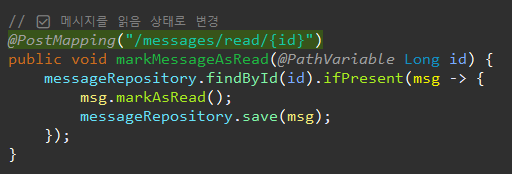 // ☑ 메시지를 읽음 상태로 변경
@PostMapping("/messages/read/{id}")
public void markMessageAsRead(@PathVariable Long id) {
    messageRepository.findById(id).ifPresent(msg -> {
        msg.markAsRead();
        messageRepository.save(msg);
    });
}